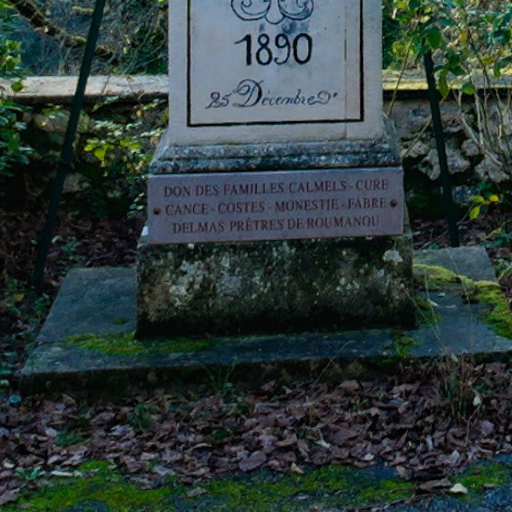 1890
25 Décembre
DON DES FAMILLES CALMELS - CURE
CANCE - COSTES - MONESTIE - FABRE
DELMAS PRÊTRES DE ROUMANOU